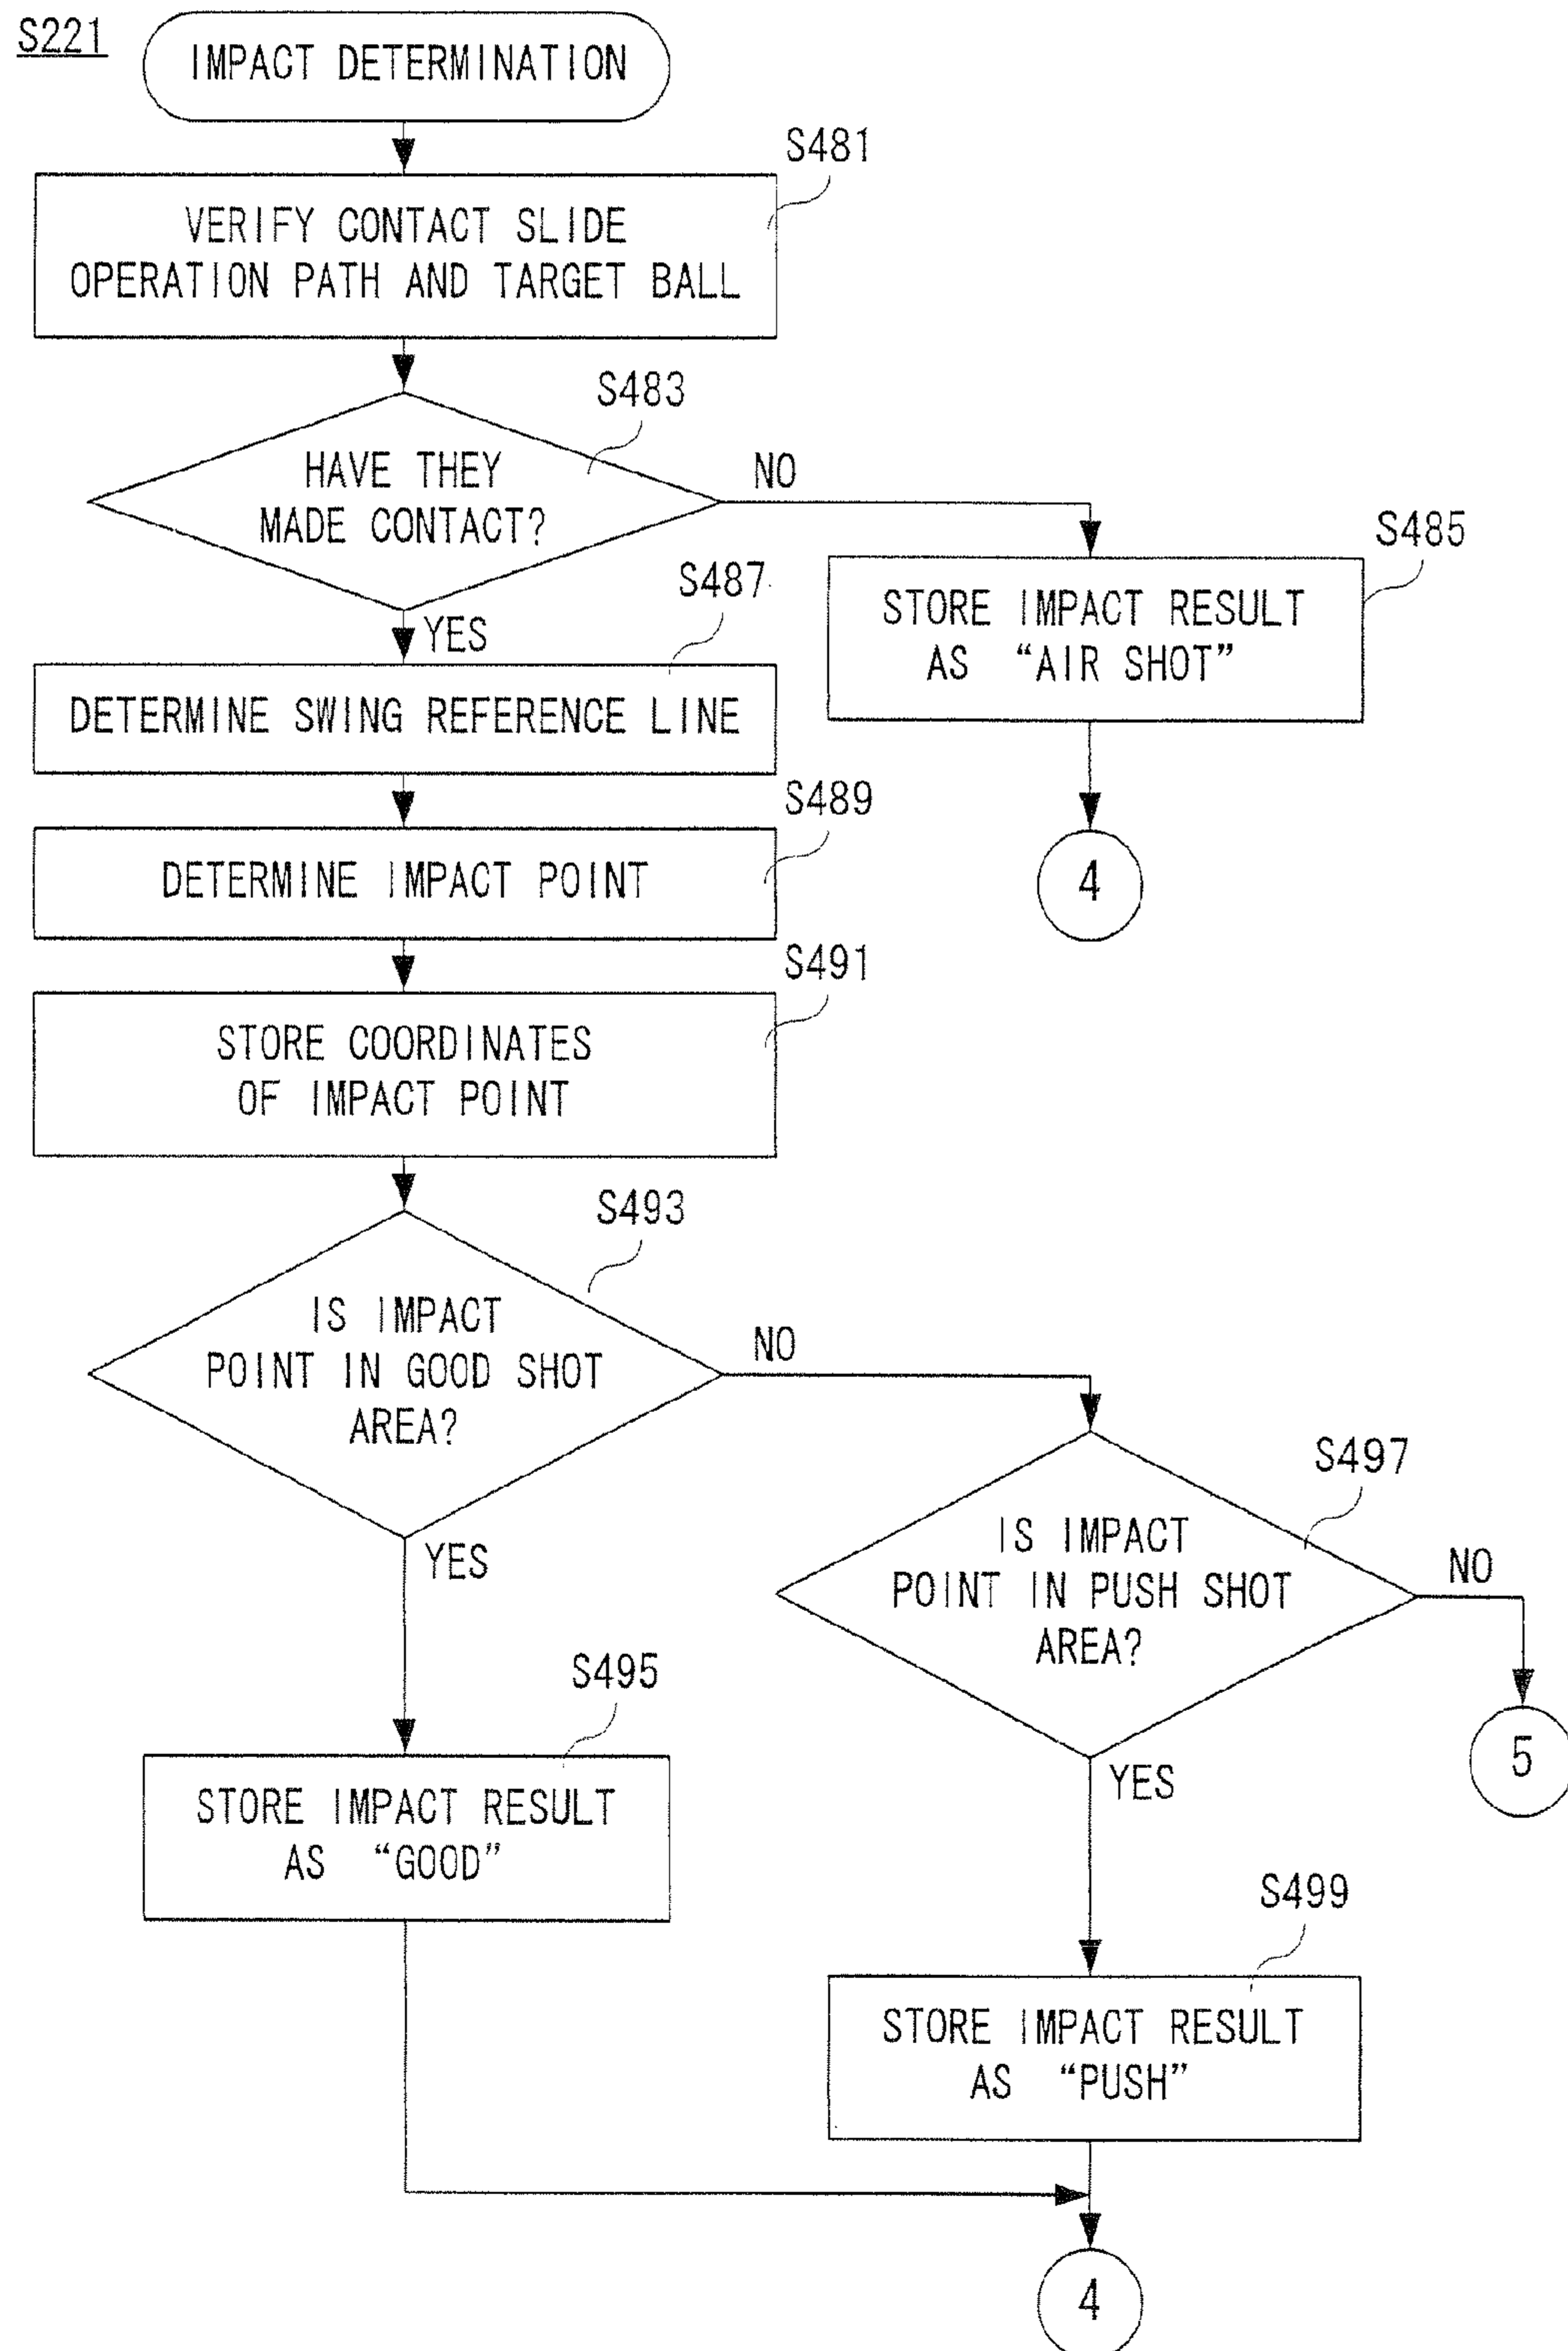 S221
IMPACT DETERMINATION
S481
VERIFY CONTACT SLIDE
OPERATION PATH AND TARGET BALL
S483
HAVE THEY
MADE CONTACT?
NO
S485
STORE IMPACT RESULT
AS “AIR SHOT”
4
YES
S487
DETERMINE SWING REFERENCE LINE
S489
DETERMINE IMPACT POINT
S491
STORE COORDINATES
OF IMPACT POINT
S493
IS IMPACT
POINT IN GOOD SHOT
AREA?
NO
YES
S495
STORE IMPACT RESULT
AS “GOOD”
S497
IS IMPACT
POINT IN PUSH SHOT
AREA?
NO
5
YES
S499
STORE IMPACT RESULT
AS “PUSH”
4